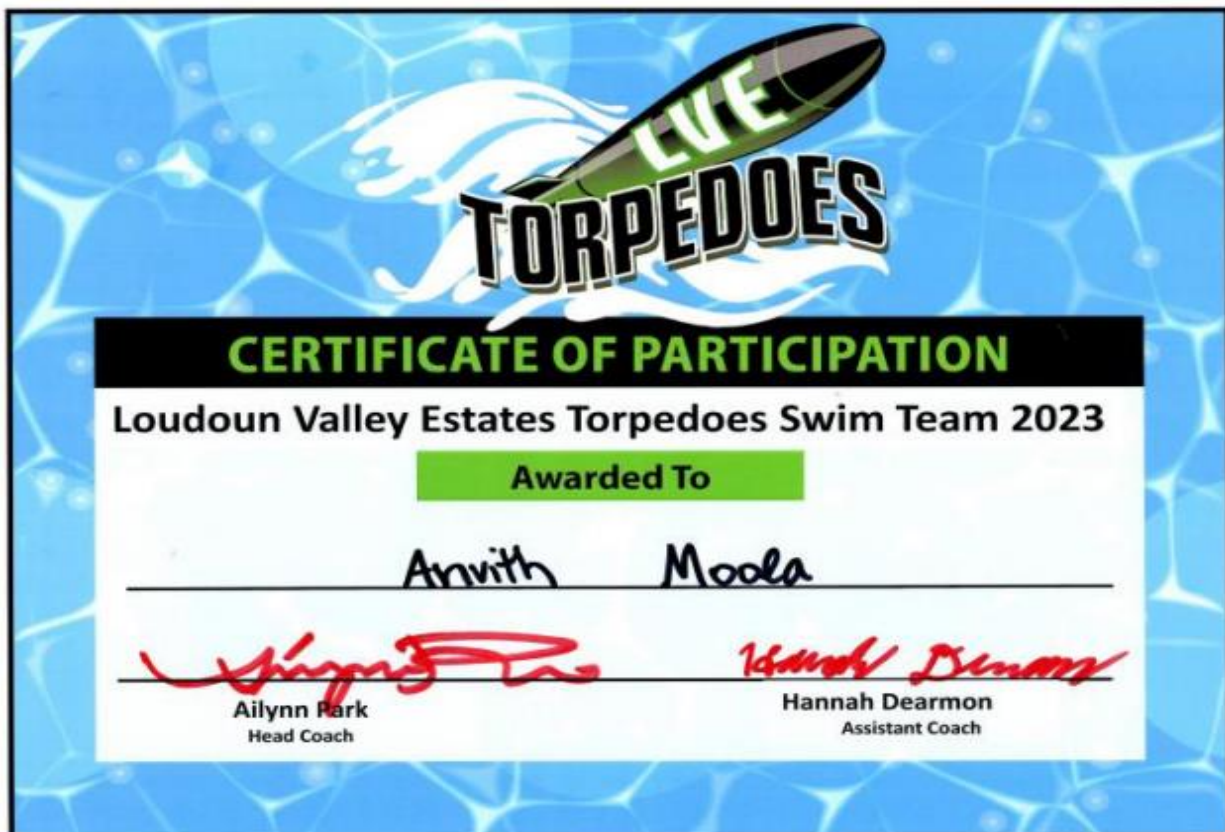 LVE
TORPEDOES
CERTIFICATE OF PARTICIPATION
Loudoun Valley Estates Torpedoes Swim Team 2023
Awarded To
Anvith Moola
Ailynn Park
Hannah Dearmon
Head Coach
Assistant Coach